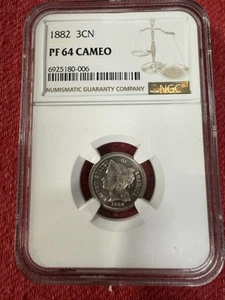 1882 3CN
PF 64 CAMEO
6925180-006
NUMISMATIC GUARANTY COMPANY
NGC